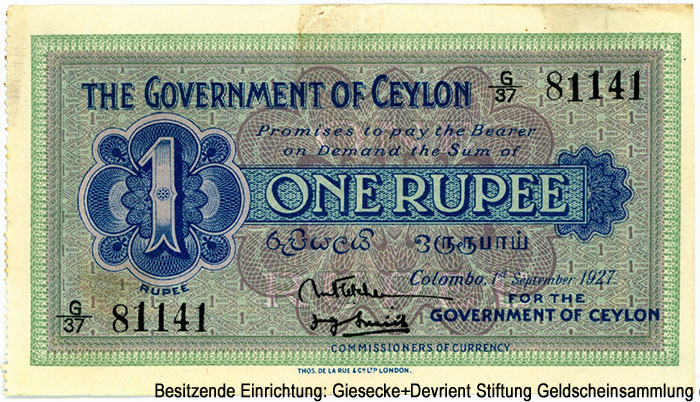 THE GOVERNMENT OF CEYLON G/37 81141
Promises to pay the Bearer
on Demand the Sum of
1 ONE RUPEE
රුපියලයි ஒருரூபாய்
RUPEE
Colombo, 1st September 1927.
FOR THE
GOVERNMENT OF CEYLON
G/37 81141
COMMISSIONERS OF CURRENCY
THOS. DE LA RUE & CO. LTD. LONDON.
Besitzende Einrichtung: Giesecke+Devrient Stiftung Geldscheinsammlung